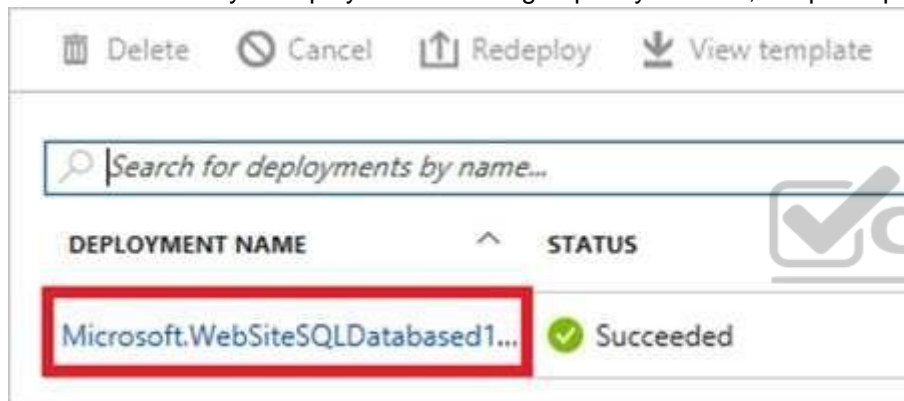 Delete Cancel Redeploy View template
Search for deployments by name...
DEPLOYMENT NAME STATUS
Microsoft.WebSiteSQLDatabased1... Succeeded